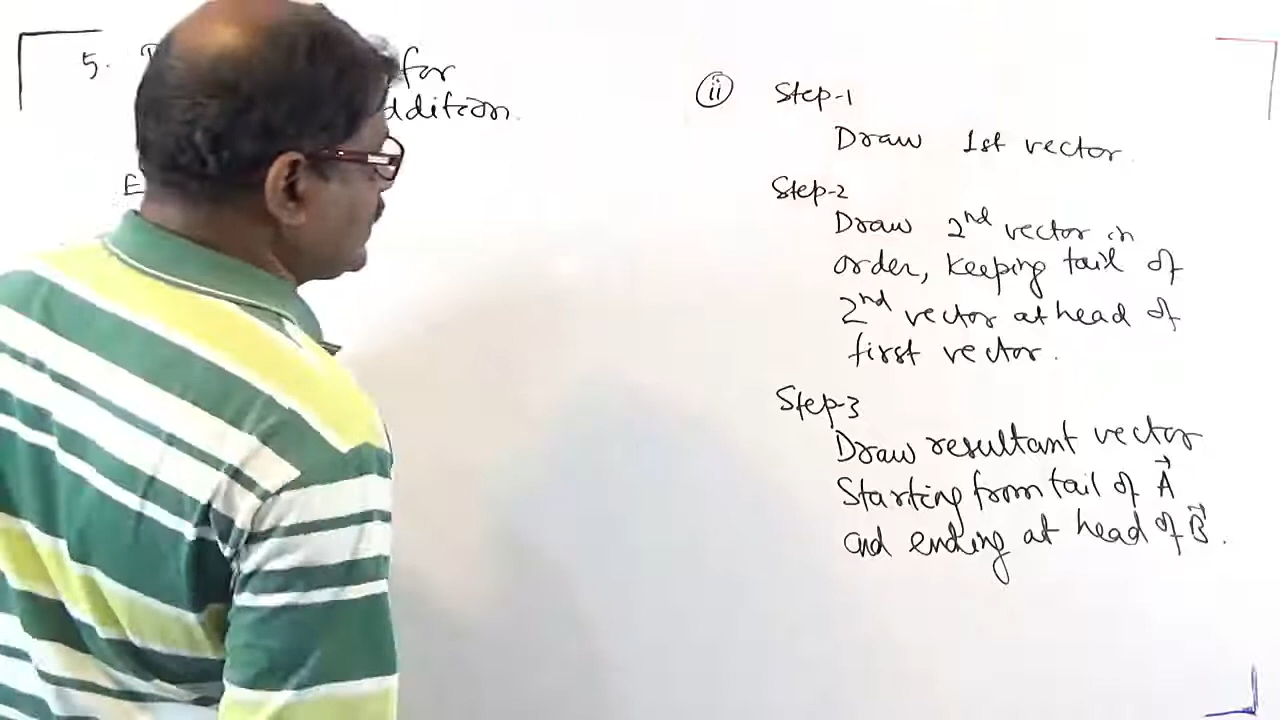 5. for
ddition.
E
ii Step-1
Draw 1st vector
Step-2
Draw 2nd vector in
order, keeping tail of
2nd vector at head of
first vector.
Step-3
Draw resultant vector
Starting from tail of A⃗
and ending at head of B⃗.